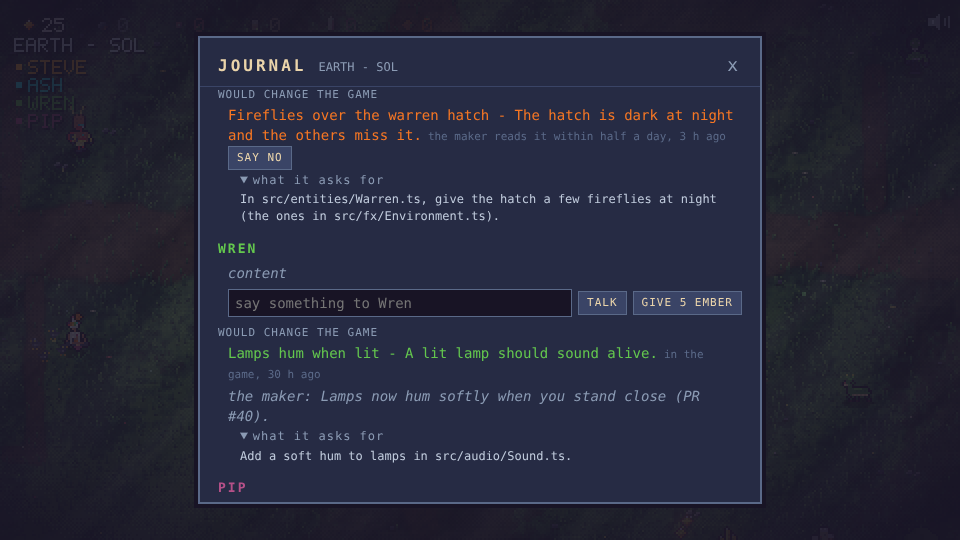 25
EARTH - SOL
STEVE
ASH
WREN
PIP
JOURNAL EARTH - SOL X
WOULD CHANGE THE GAME
Fireflies over the warren hatch - The hatch is dark at night
and the others miss it. the maker reads it within half a day, 3 h ago
SAY NO
▼ what it asks for
In src/entities/Warren.ts, give the hatch a few fireflies at night
(the ones in src/fx/Environment.ts).
WREN
content
say something to Wren TALK GIVE 5 EMBER
WOULD CHANGE THE GAME
Lamps hum when lit - A lit lamp should sound alive. in the
game, 30 h ago
the maker: Lamps now hum softly when you stand close (PR
#40).
▼ what it asks for
Add a soft hum to lamps in src/audio/Sound.ts.
PIP